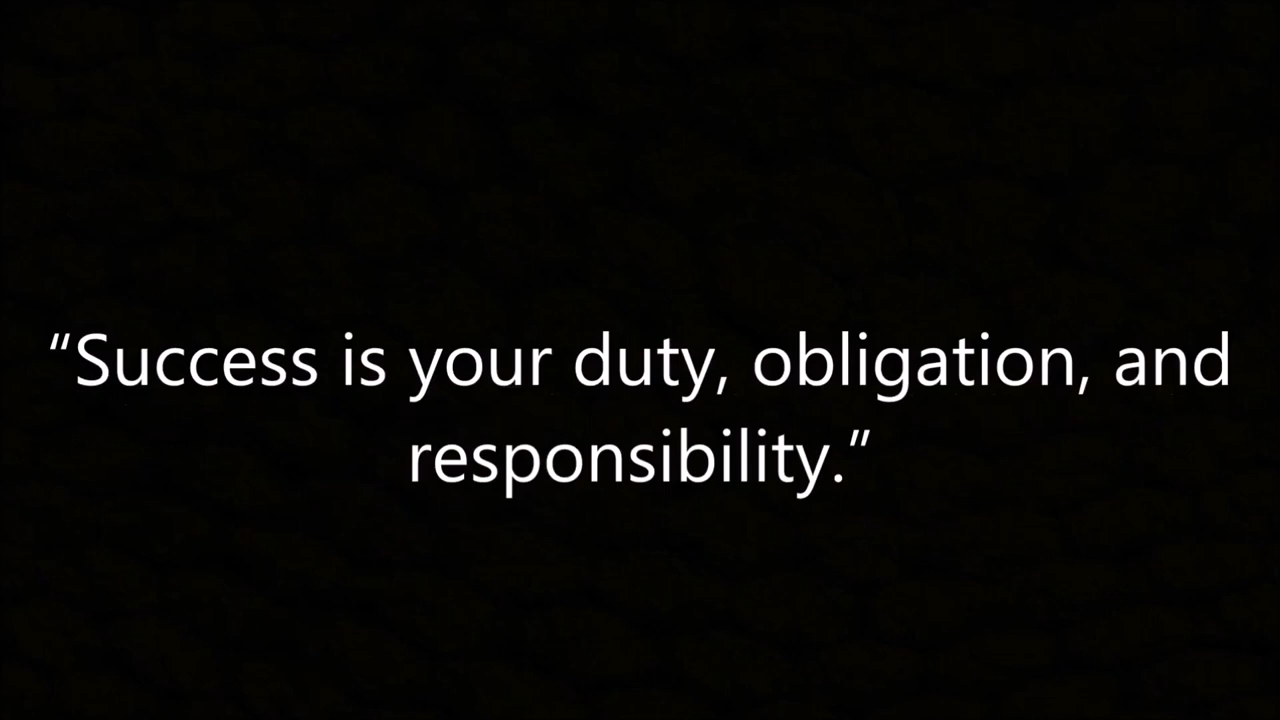 “Success is your duty, obligation, and
responsibility.”